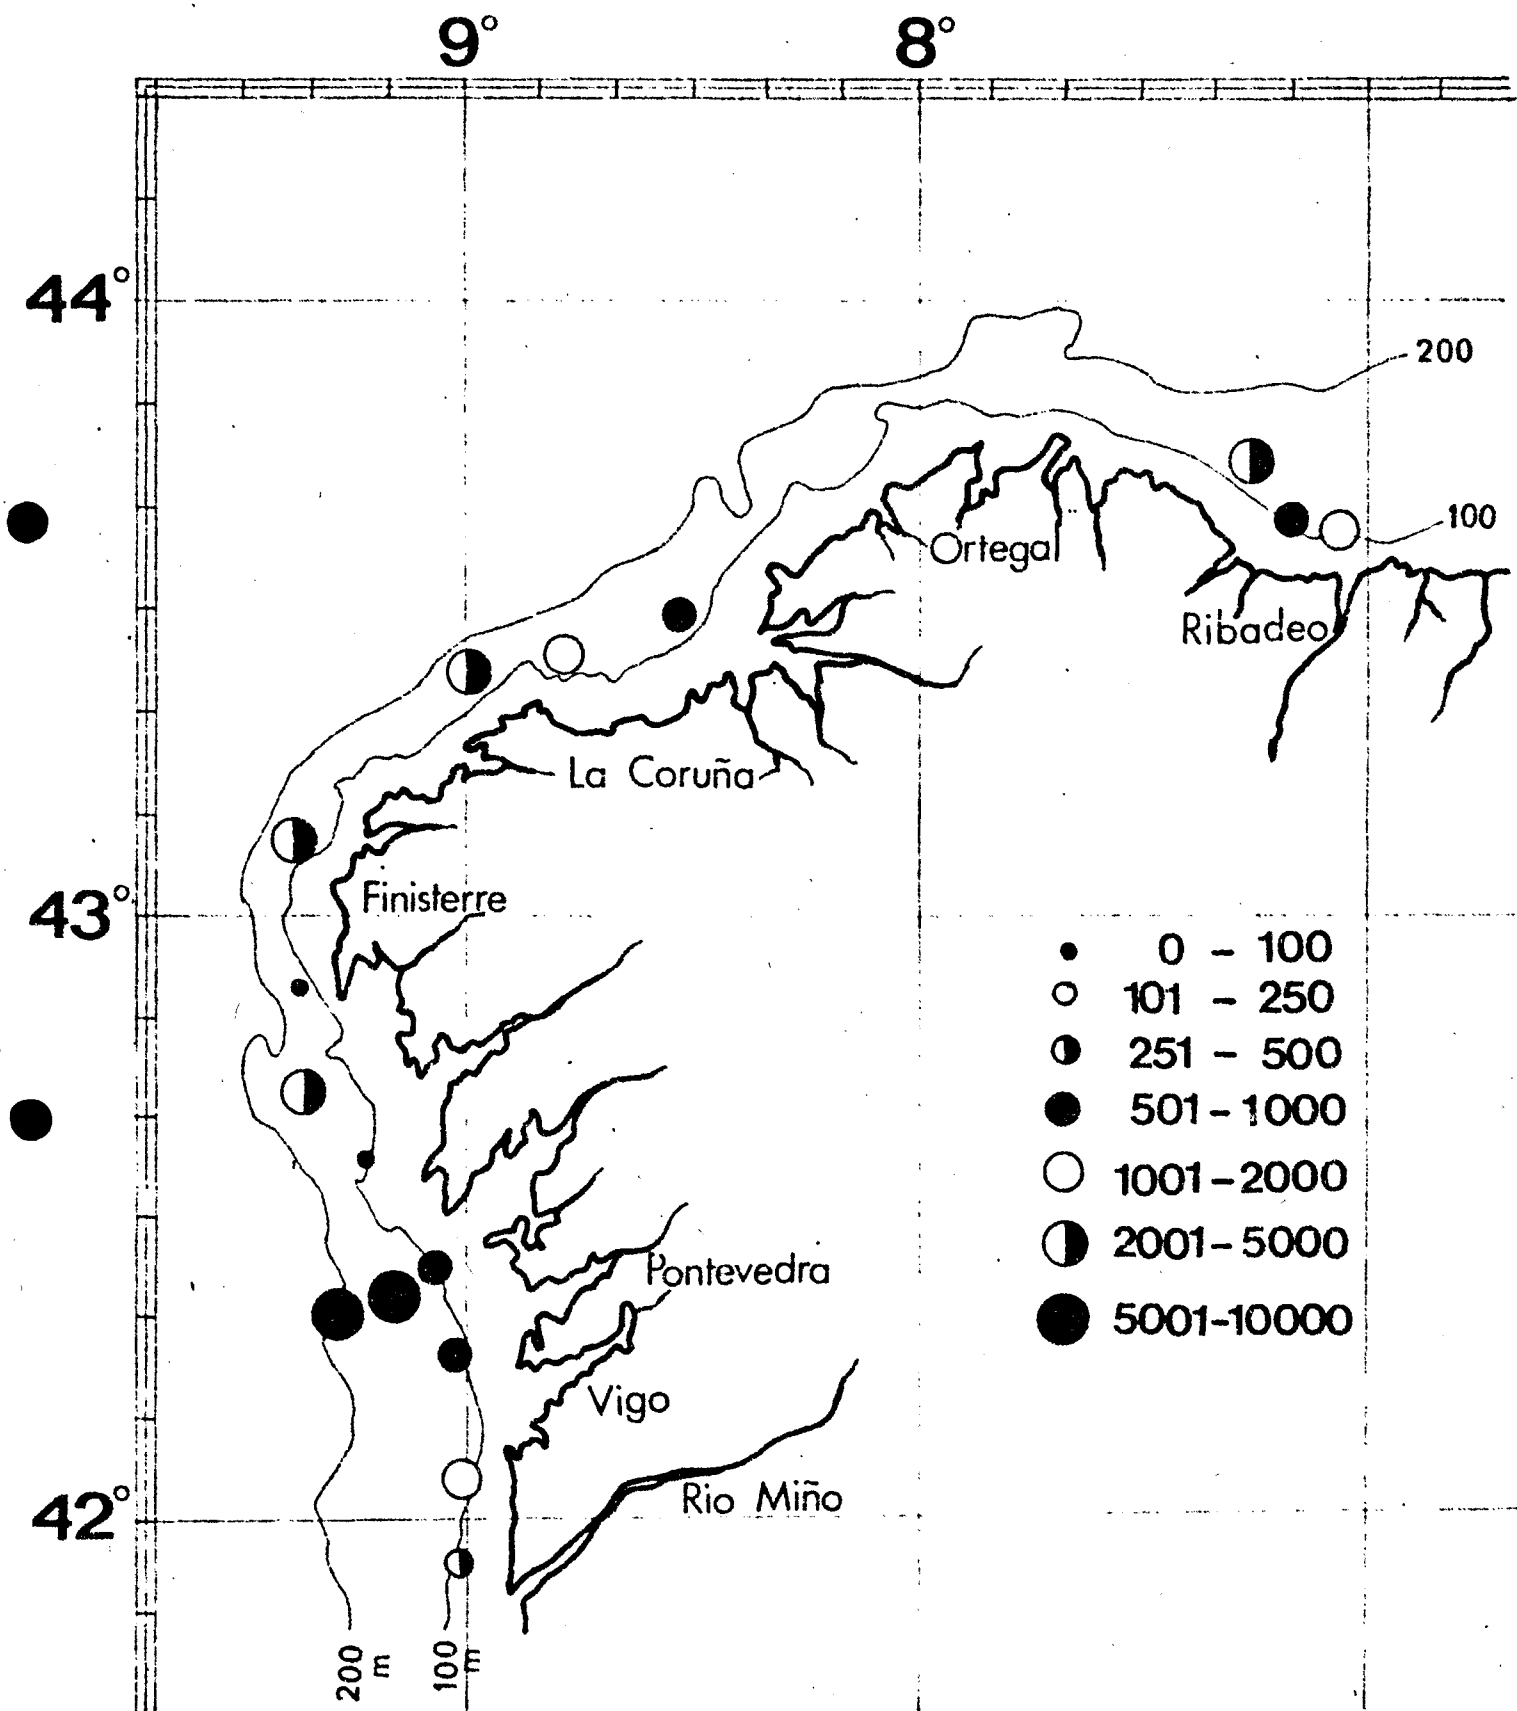 9° 8°
44°
200
100
Ortegal
Ribadeo
La Coruña
Finisterre
43°
0 – 100
101 – 250
251 – 500
501 – 1000
1001 – 2000
2001 – 5000
5001-10000
Pontevedra
Vigo
Rio Miño
42°
200 m
100 m